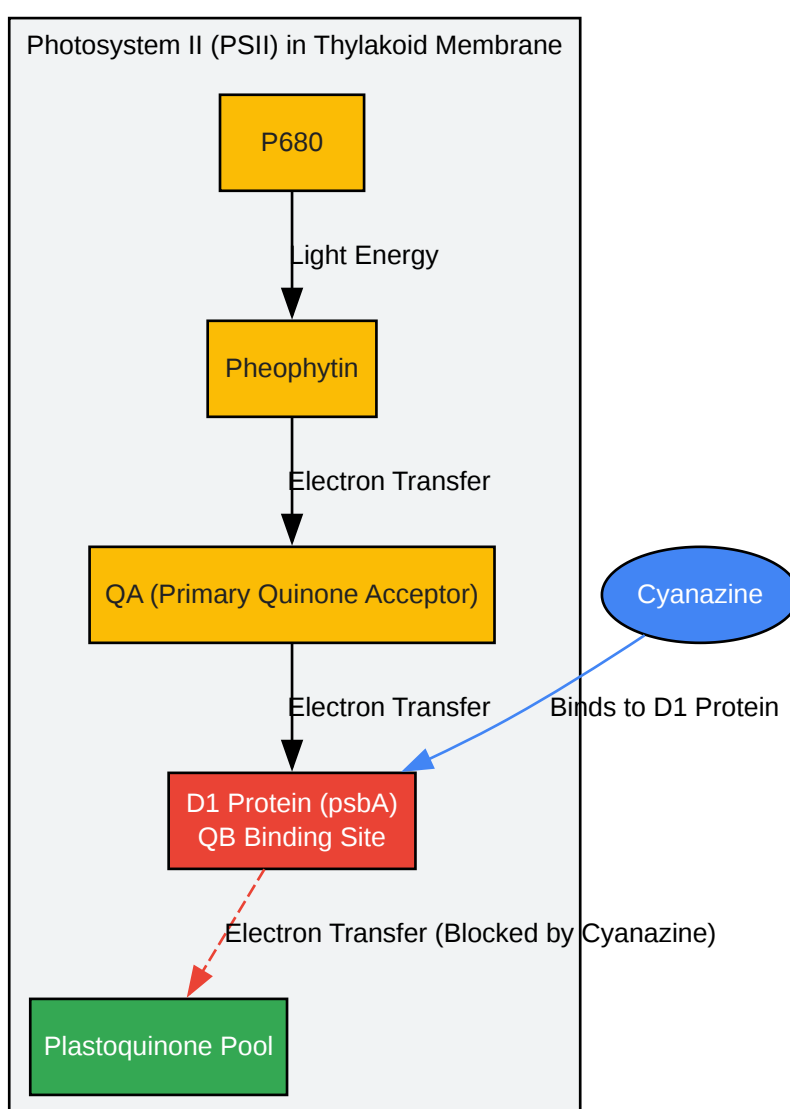 Photosystem II (PSII) in Thylakoid Membrane
P680
Light Energy
Pheophytin
Electron Transfer
QA (Primary Quinone Acceptor)
Cyanazine
Electron Transfer
Binds to D1 Protein
D1 Protein (psbA)
QB Binding Site
Electron Transfer (Blocked by Cyanazine)
Plastoquinone Pool